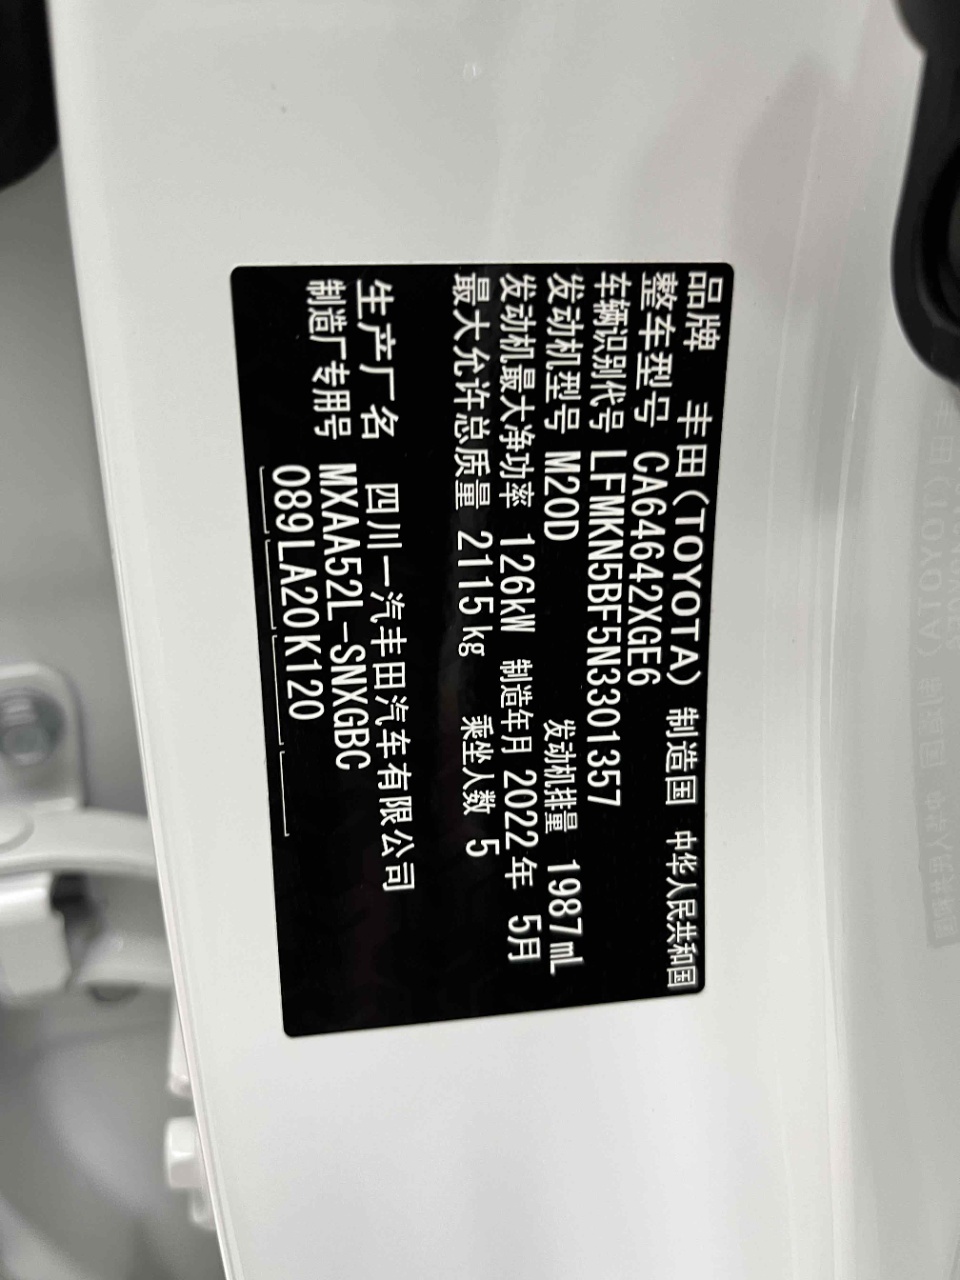 品牌 丰田(TOYOTA) 制造国 中华人民共和国
整车型号 CA64642XGE6
车辆识别代号 LFMKN5BF5N3301357
发动机型号 M20D 发动机排量 1987mL
发动机最大净功率 126kW 制造年月 2022年 5月
最大允许总质量 2115kg 乘坐人数 5
生产厂名 四川一汽丰田汽车有限公司
制造厂专用号 MXAA52L-SNXGBC
089LA20K120